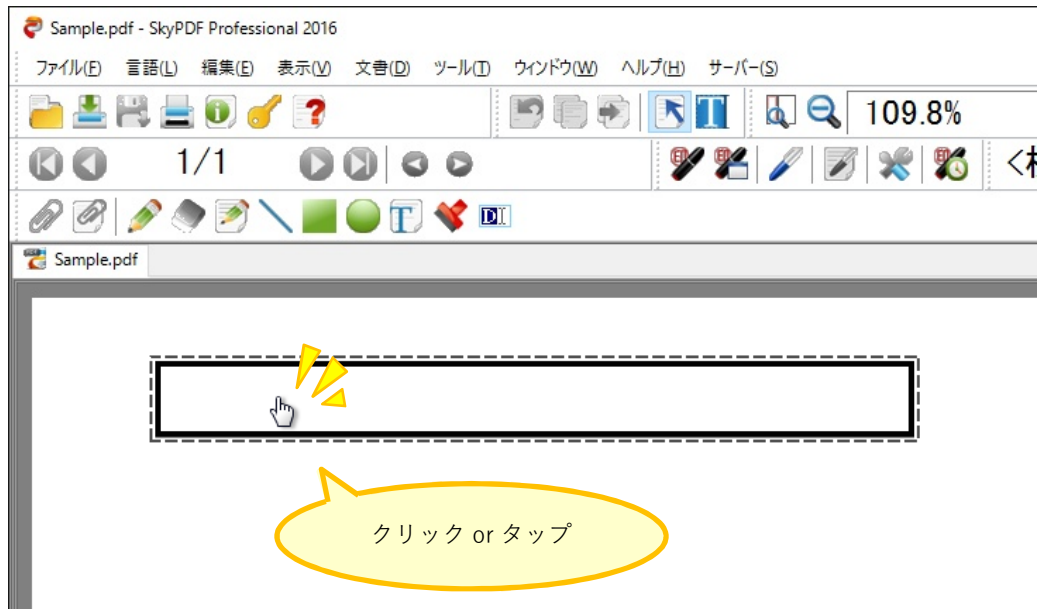 Sample.pdf - SkyPDF Professional 2016
ファイル(F) 言語(L) 編集(E) 表示(V) 文書(D) ツール(T) ウィンドウ(W) ヘルプ(H) サーバー(S)
109.8%
1/1
Sample.pdf
クリック or タップ